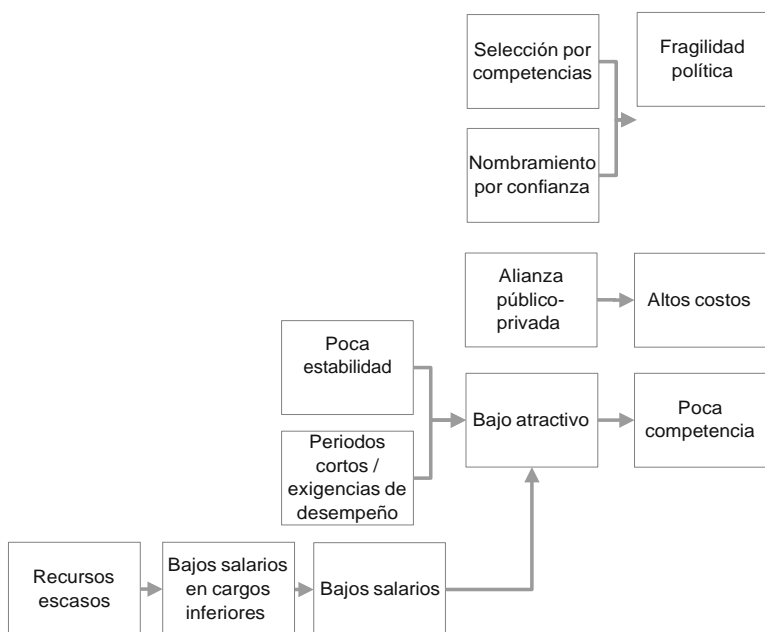 Selección por
competencias
Fragilidad
política
Nombramiento
por confianza
Alianza
público-
privada
Altos costos
Poca
estabilidad
Bajo atractivo
Poca
competencia
Periodos
cortos /
exigencias de
desempeño
Recursos
escasos
Bajos salarios
en cargos
inferiores
Bajos salarios